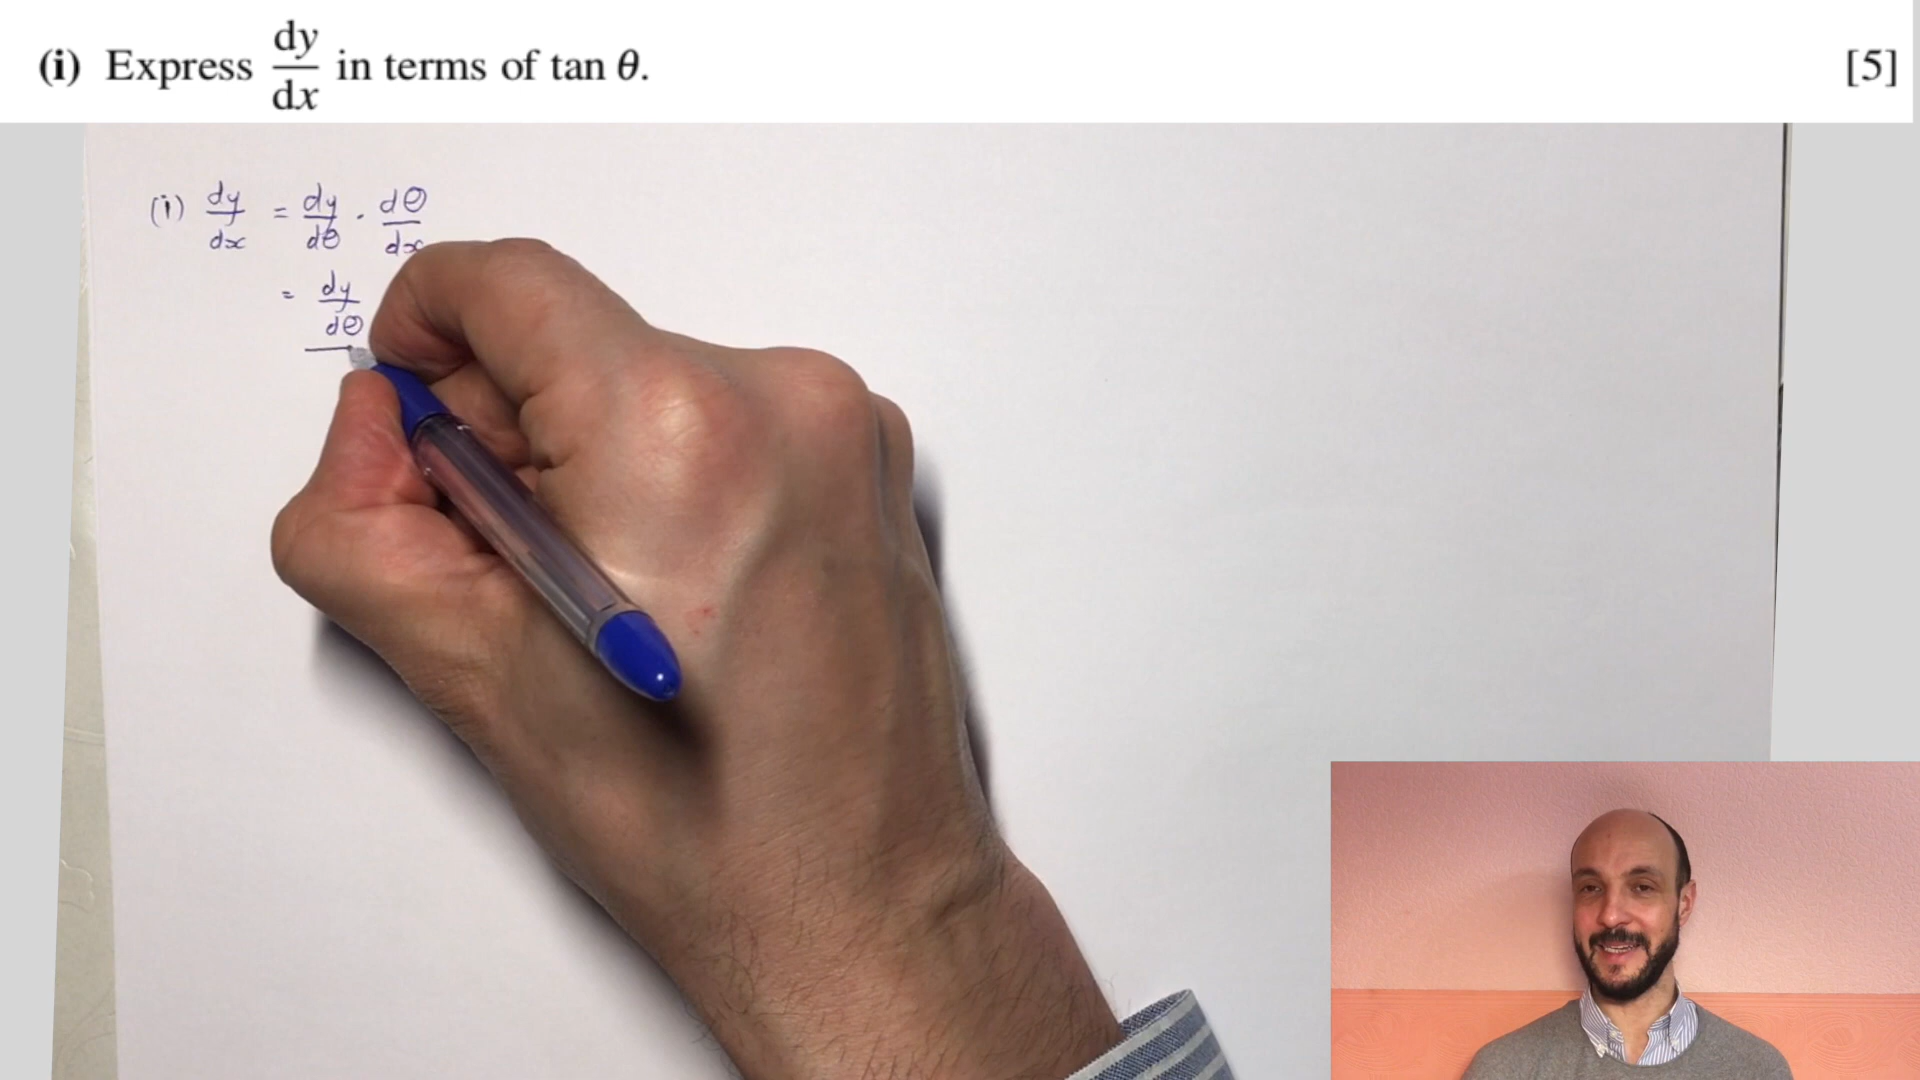 (i) Express dy/dx in terms of tan θ. [5]
(i) dy/dx = dy/dθ . dθ/dx
= dy/dθ